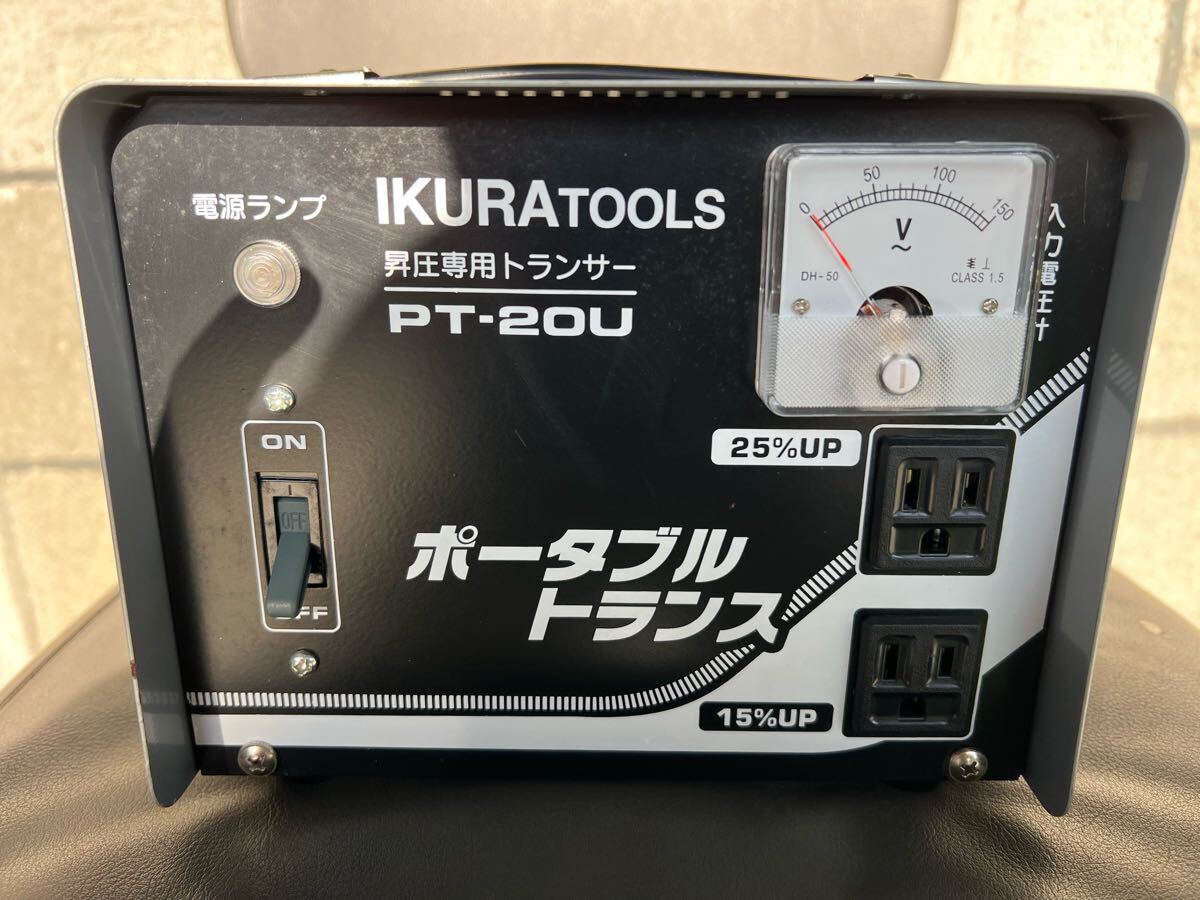 電源ランプ
IKURATOOLS
昇圧専用トランサー
PT-20U
0 50 100 150
V
~
DH-50
CLASS 1.5
入力電圧計
ON
OFF
OFF
25%UP
ポータブル
トランス
15%UP